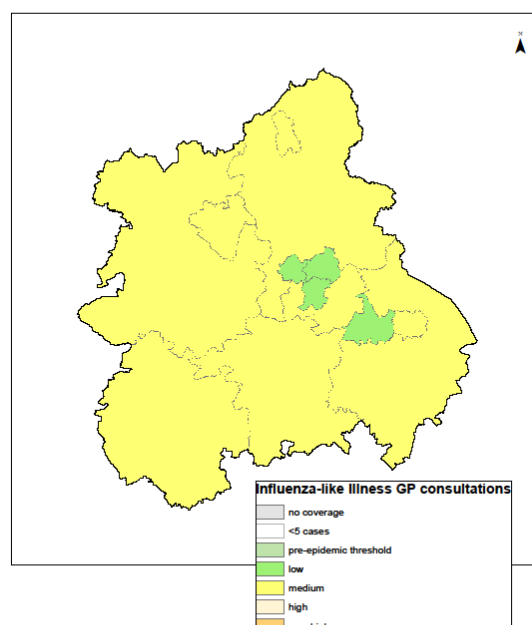 N
Influenza-like Illness GP consultations
no coverage
<5 cases
pre-epidemic threshold
low
medium
high